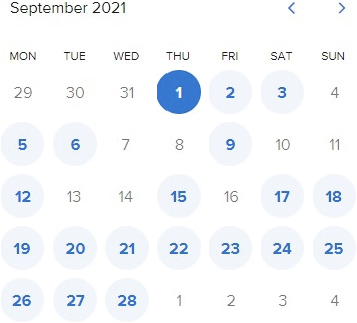 September 2021
MON TUE WED THU FRI SAT SUN
29 30 31 1 2 3 4
5 6 7 8 9 10 11
12 13 14 15 16 17 18
19 20 21 22 23 24 25
26 27 28 1 2 3 4